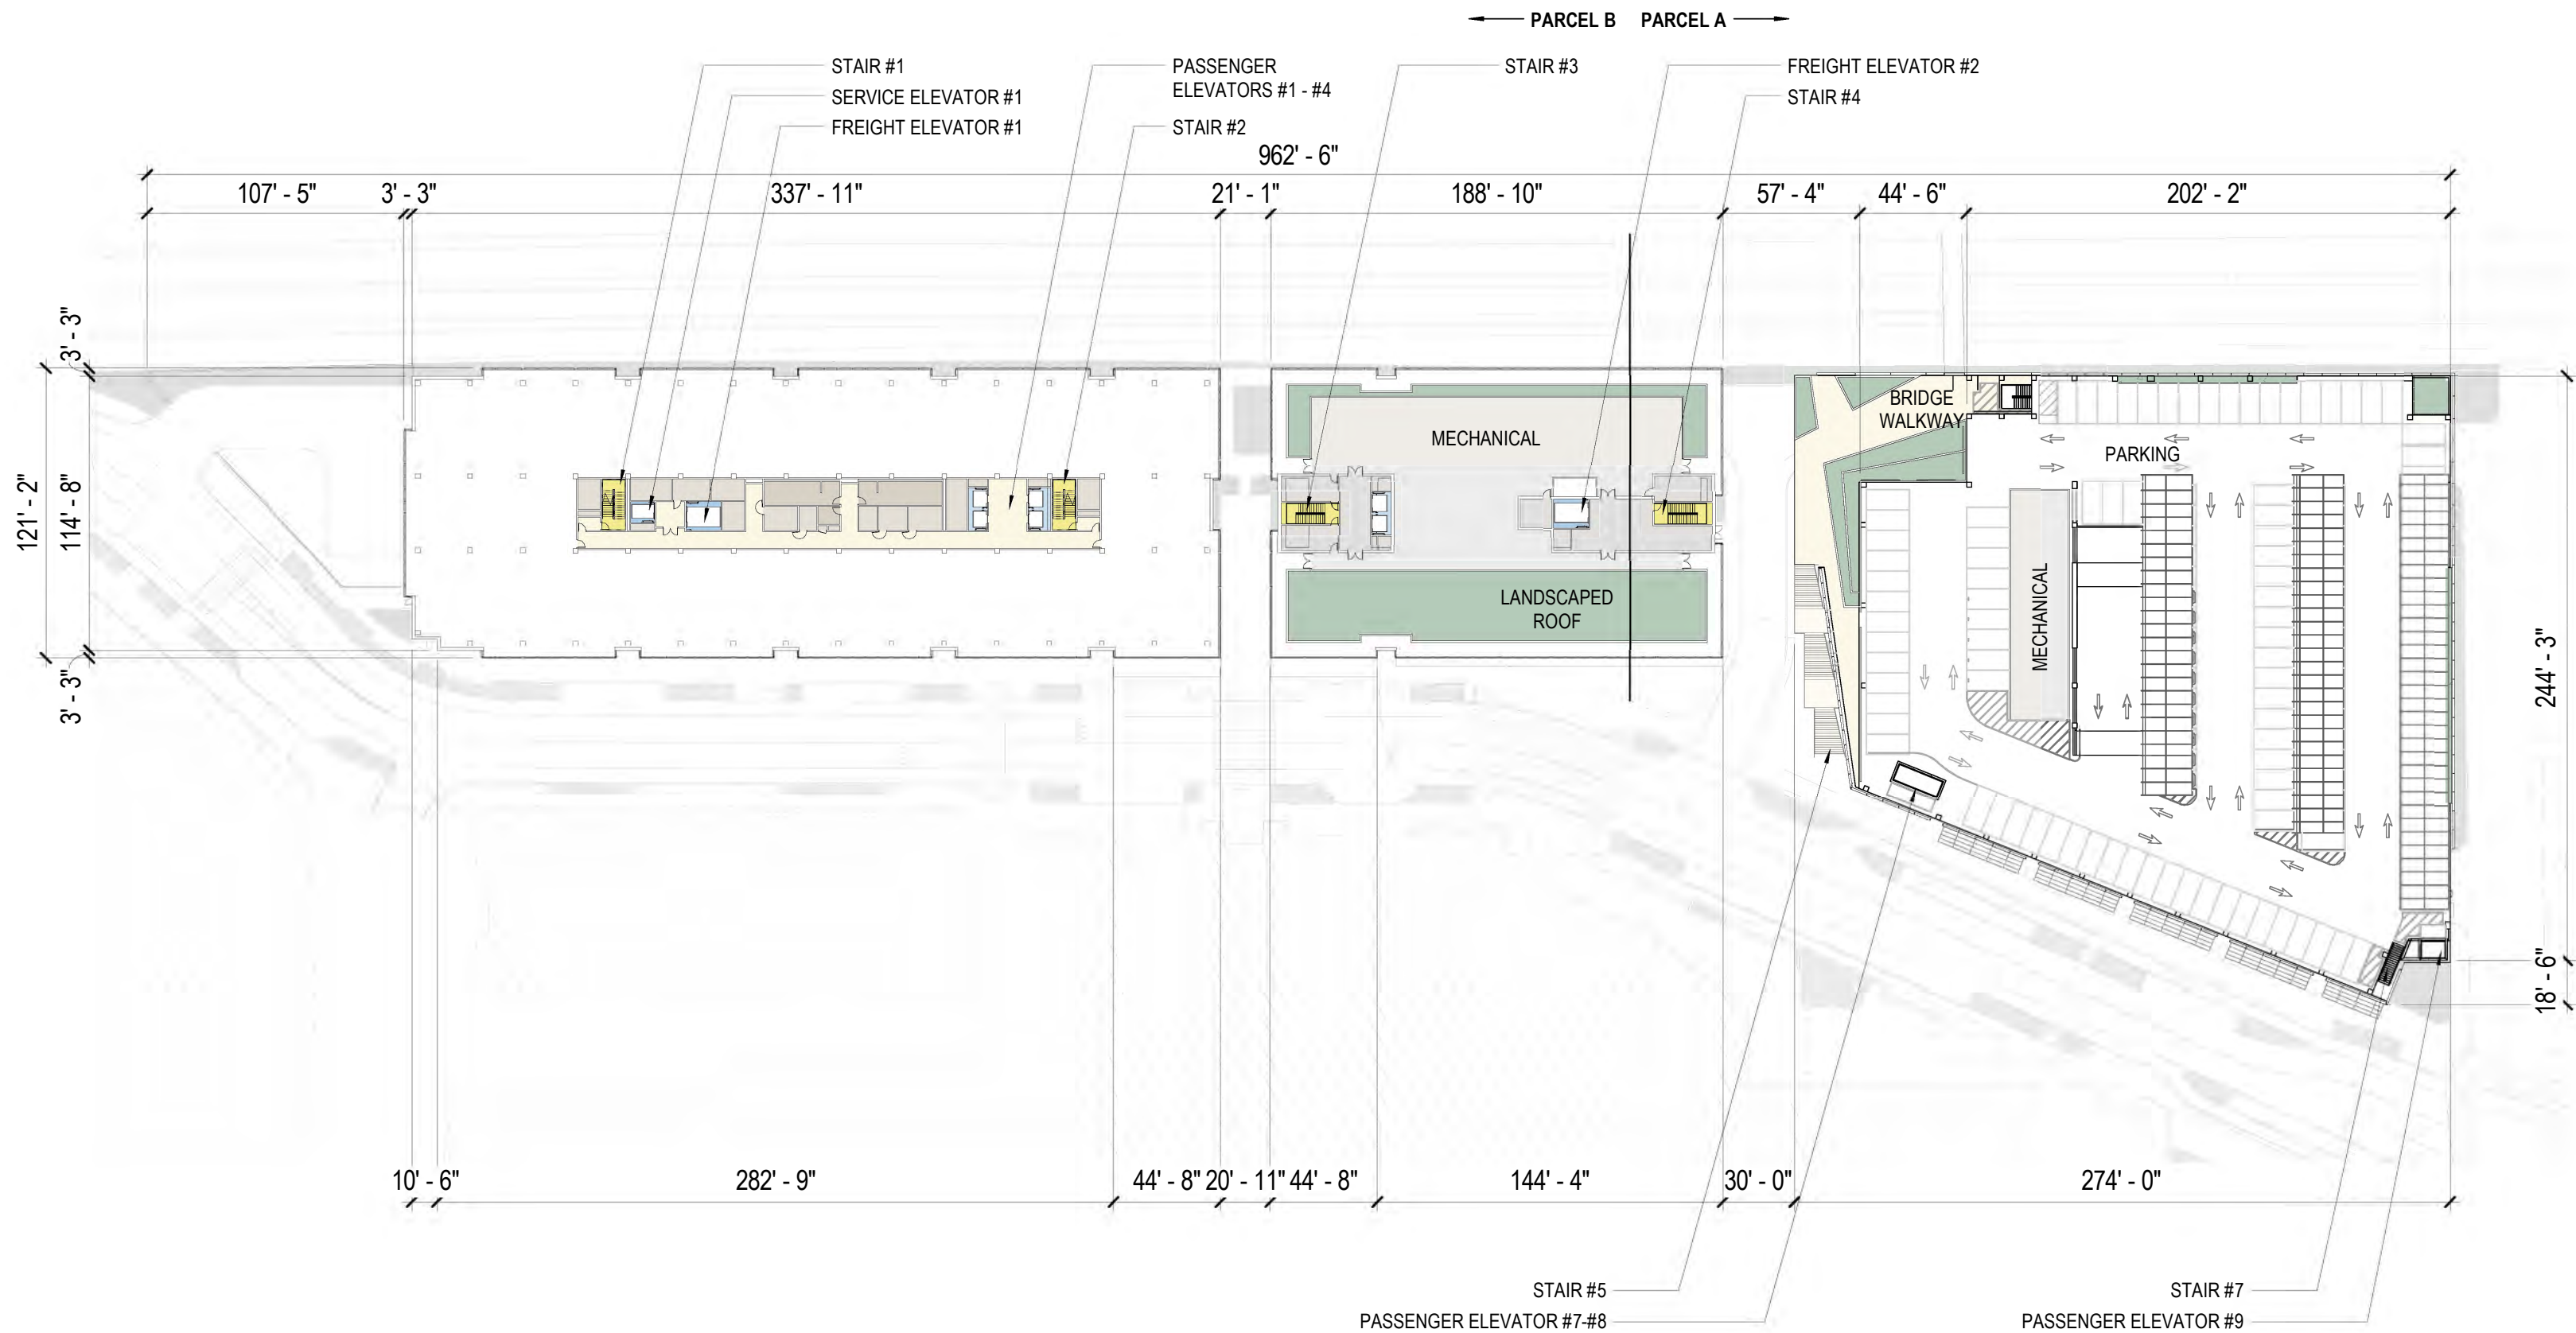 PARCEL B PARCEL A
STAIR #1
SERVICE ELEVATOR #1
FREIGHT ELEVATOR #1
PASSENGER
ELEVATORS #1 - #4
STAIR #2
STAIR #3
FREIGHT ELEVATOR #2
STAIR #4
962' - 6"
107' - 5" 3' - 3" 337' - 11" 21' - 1" 188' - 10" 57' - 4" 44' - 6" 202' - 2"
3' - 3"
121' - 2"
114' - 8"
3' - 3"
MECHANICAL
LANDSCAPED
ROOF
BRIDGE
WALKWAY
PARKING
MECHANICAL
244' - 3"
18' - 6"
10' - 6" 282' - 9" 44' - 8" 20' - 11" 44' - 8" 144' - 4" 30' - 0" 274' - 0"
STAIR #5
PASSENGER ELEVATOR #7-#8
STAIR #7
PASSENGER ELEVATOR #9